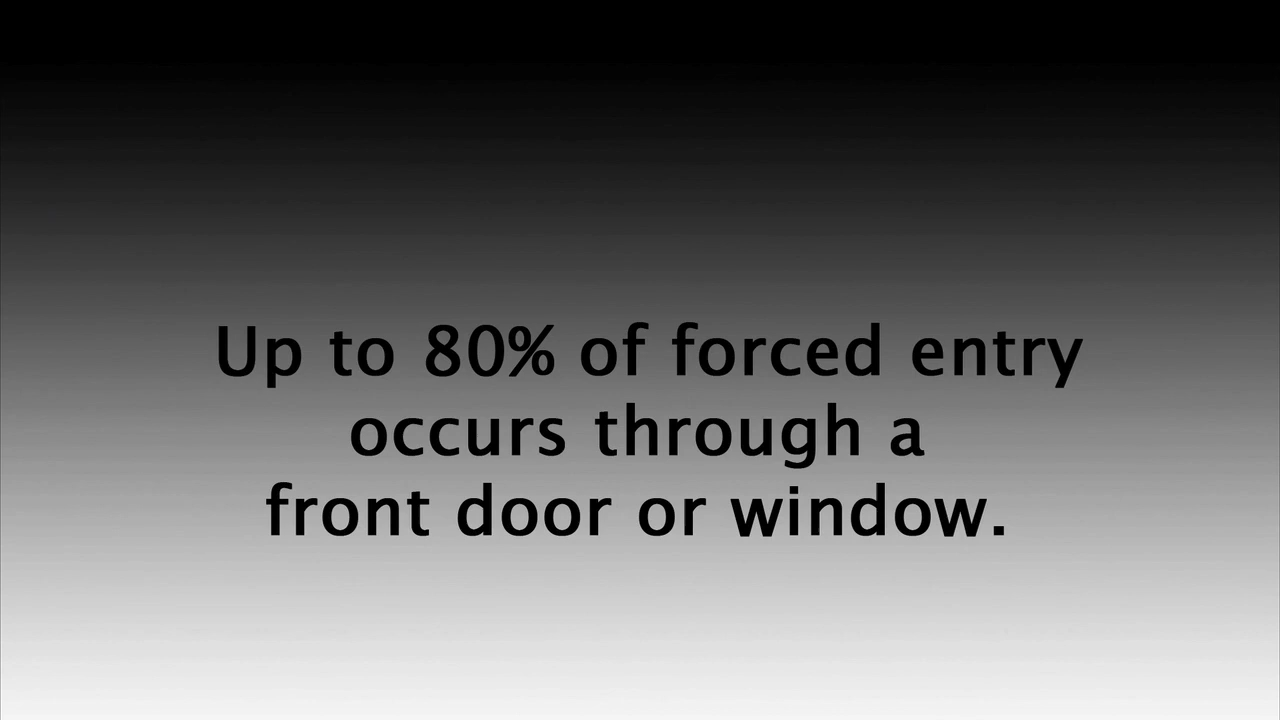 Up to 80% of forced entry
occurs through a
front door or window.